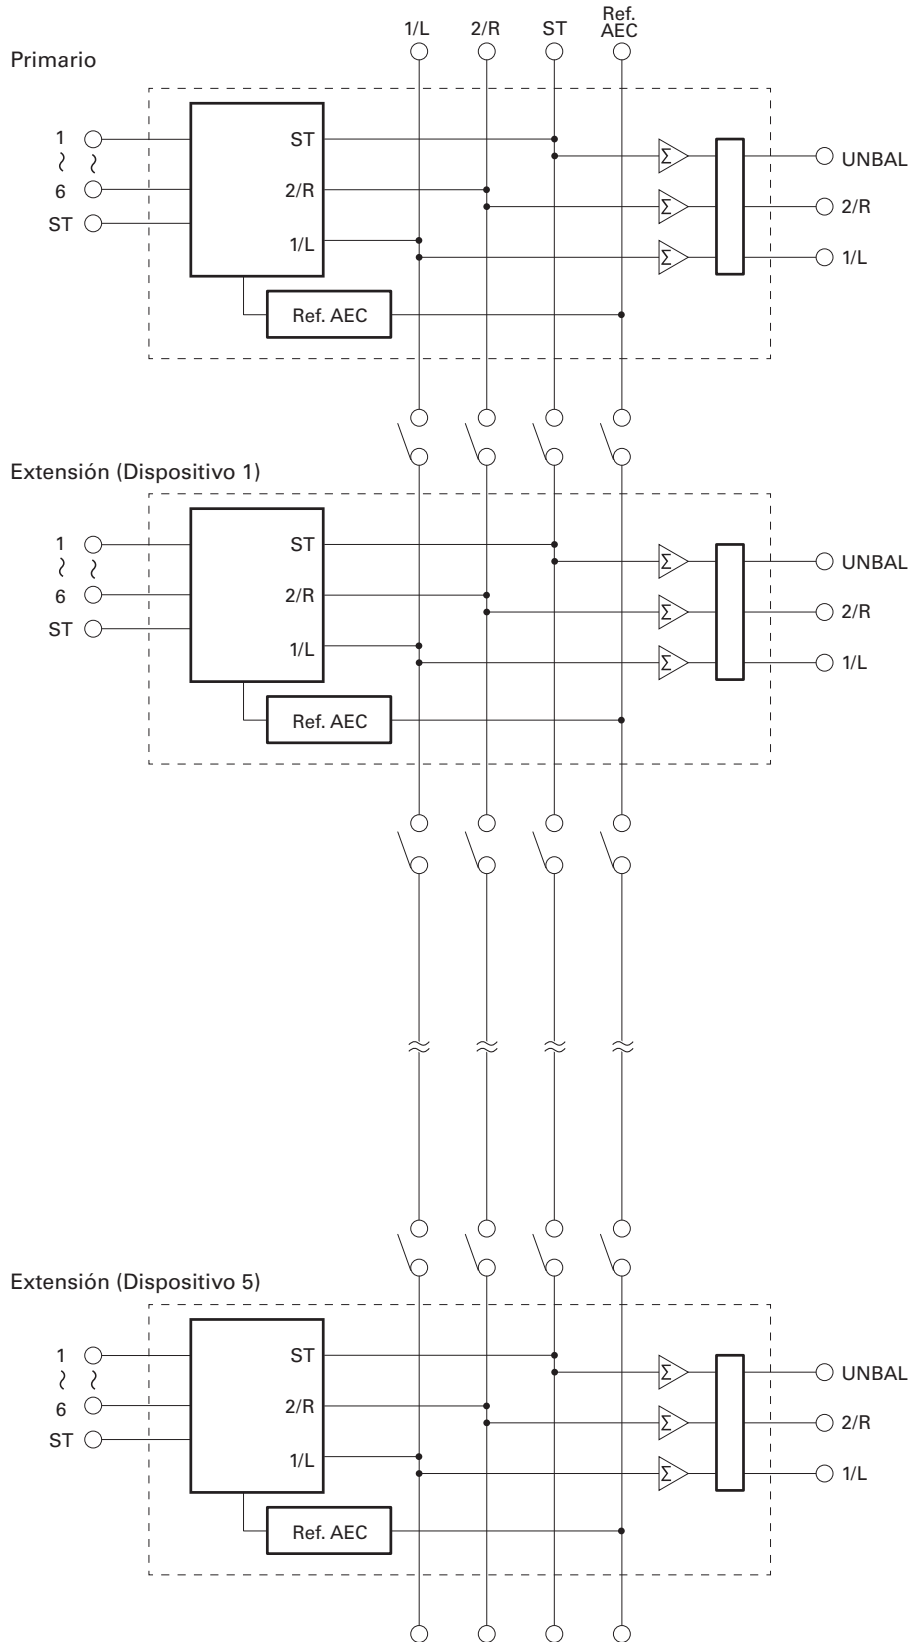 1/L 2/R ST Ref. AEC
Primario
1 ST UNBAL
~ ~
6 2/R 2/R
ST 1/L 1/L
Ref. AEC
Σ
Σ
Σ
Extensión (Dispositivo 1)
1 ST UNBAL
~ ~
6 2/R 2/R
ST 1/L 1/L
Ref. AEC
Σ
Σ
Σ
Extensión (Dispositivo 5)
1 ST UNBAL
~ ~
6 2/R 2/R
ST 1/L 1/L
Ref. AEC
Σ
Σ
Σ